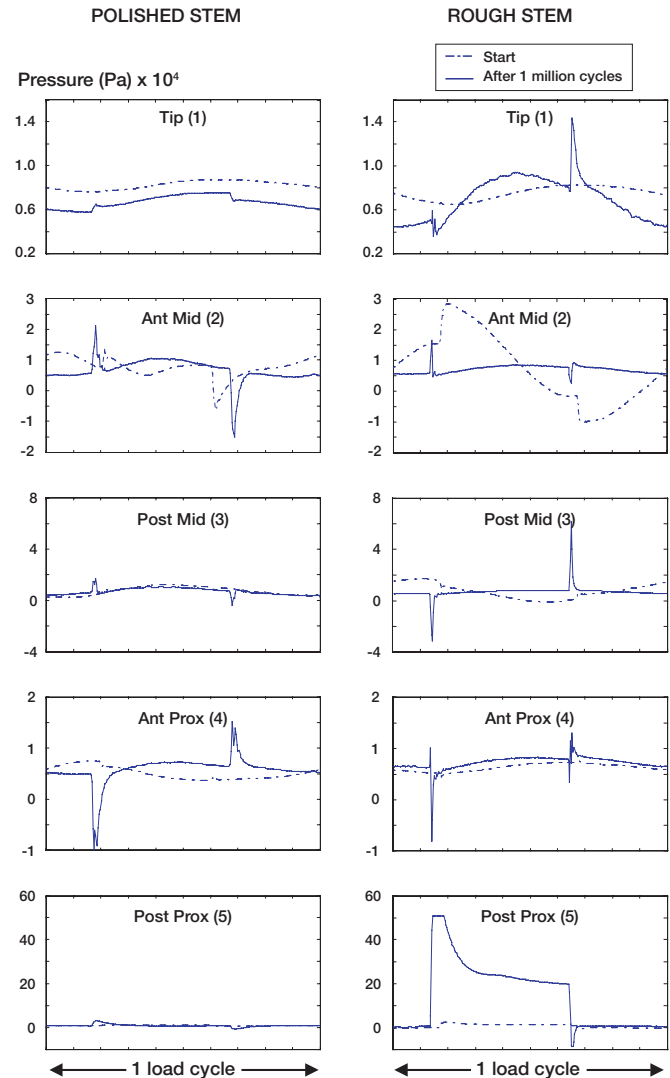 POLISHED STEM
ROUGH STEM
Start
After 1 million cycles
Pressure (Pa) x 10⁴
Tip (1)
1.4
1.0
0.6
0.2
Tip (1)
1.4
1.0
0.6
0.2
Ant Mid (2)
3
2
1
0
-1
-2
Ant Mid (2)
3
2
1
0
-1
-2
Post Mid (3)
8
4
0
-4
Post Mid (3)
8
4
0
-4
Ant Prox (4)
2
1
0
-1
Ant Prox (4)
2
1
0
-1
Post Prox (5)
60
40
20
0
Post Prox (5)
60
40
20
0
1 load cycle
1 load cycle